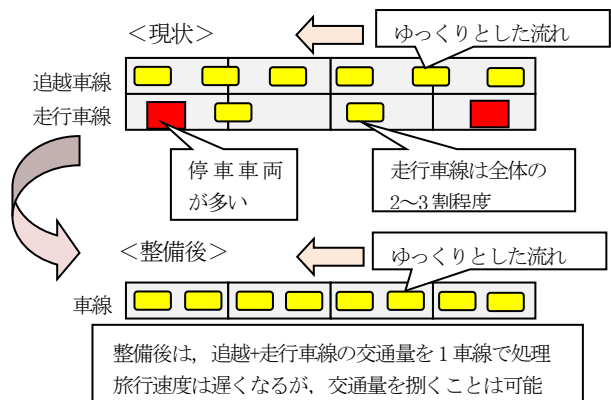 ＜現状＞
ゆっくりとした流れ
追越車線
走行車線
停車車両
が多い
走行車線は全体の
2～3割程度
＜整備後＞
ゆっくりとした流れ
車線
整備後は，追越+走行車線の交通量を1車線で処理
旅行速度は遅くなるが，交通量を捌くことは可能